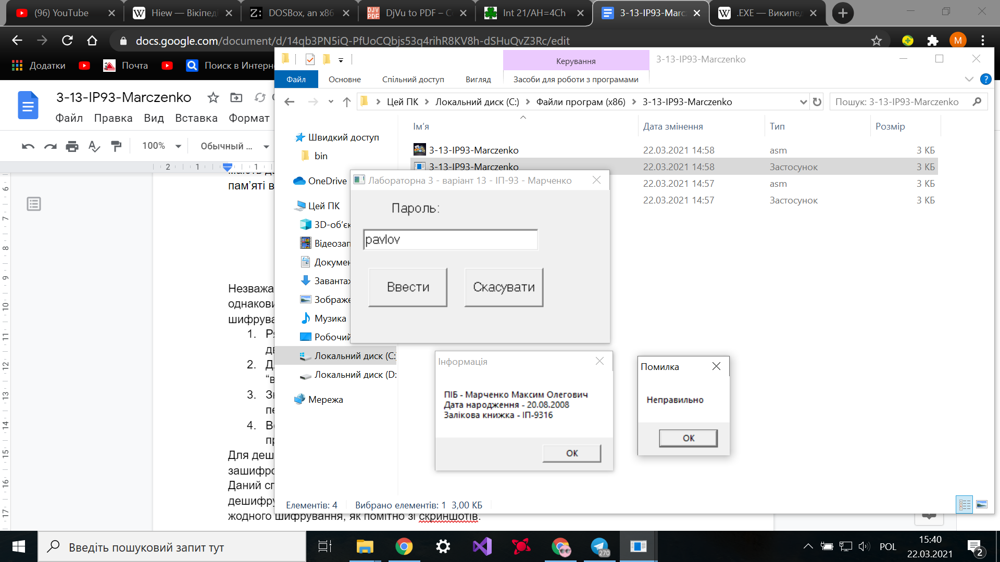 (96) YouTube
Hiew — Вікіпед
DOSBox, an x86
DjVu to PDF – C
Int 21/AH=4Ch
3-13-IP93-Marc
.EXE — Википе
docs.google.com/document/d/14qb3PN5iQ-PfUoCQbjs53q4rihR8KV8h-dSHuQvZ3Rc/edit
M
Додатки
Почта
Поиск в Интерн
Керування
3-13-IP93-Marczenko
Файл
Основне
Спільний доступ
Вигляд
Засоби для роботи з програмами
3-13-IP93-Marczenko
Файл Правка Вид Вставка Формат
Цей ПК
Локальний диск (C:)
Файли програм (x86)
3-13-IP93-Marczenko
Пошук: 3-13-IP93-Marczenko
Ім'я
Дата змінення
Тип
Розмір
100%
Обычный ...
Швидкий доступ
bin
OneDrive
Цей ПК
3D-об'єк
Відеозап
Докумен
Завантаж
Зображе
Музика
Робочий
Локальний диск (C:
Локальний диск (D:
Мережа
3-13-IP93-Marczenko 22.03.2021 14:58 asm 3 КБ
3-13-IP93-Marczenko 22.03.2021 14:58 Застосунок 3 КБ
22.03.2021 14:57 asm 3 КБ
22.03.2021 14:57 Застосунок 3 КБ
Лабораторна 3 - варіант 13 - ІП-93 - Марченко
Пароль:
pavlov
Ввести
Скасувати
Інформація
ПІБ - Марченко Максим Олегович
Дата народження - 20.08.2008
Залікова книжка - ІП-9316
OK
Помилка
Неправильно
OK
2 1 1
6
7
8
9
10
11
12
13
14
15
16
17
пам'яті в
Незважа
однакови
шифрува
1. Ря
дв
2. Д
“в
3. Зн
пе
4. Ве
пр
Для деш
зашифро
Даний сп
дешифру
жодного шифрування, як помітно зі скриншотів.
Елементів: 4
Вибрано елементів: 1 3,00 КБ
Введіть пошуковий запит тут
270
POL
15:40
22.03.2021
2